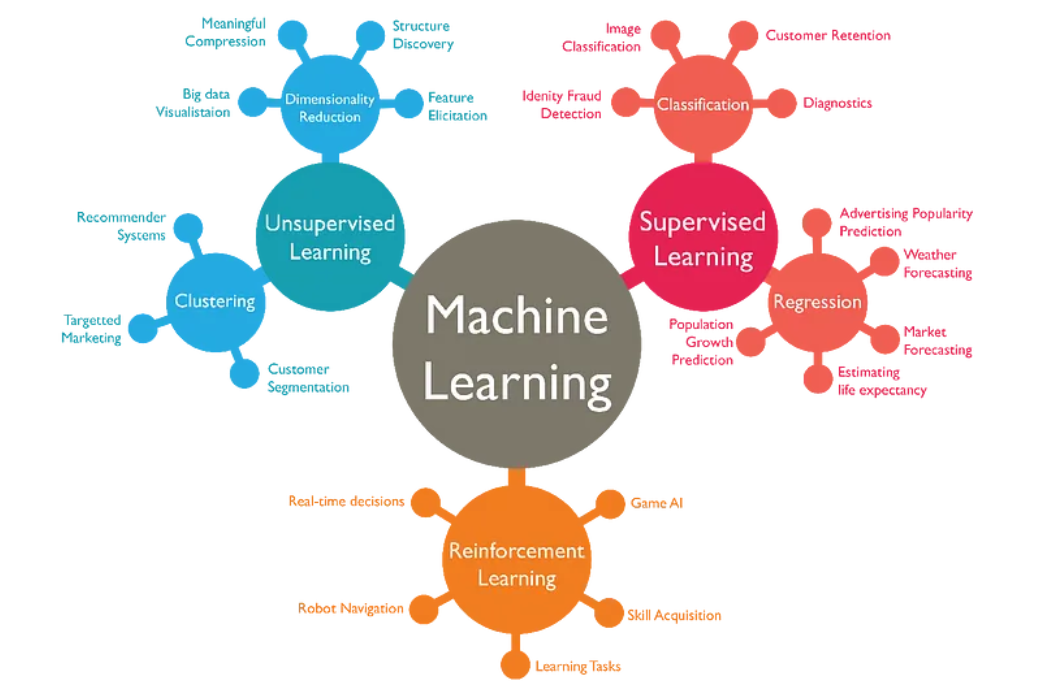 Machine
Learning
Unsupervised
Learning
Dimensionality
Reduction
Meaningful
Compression
Structure
Discovery
Big data
Visualistaion
Feature
Elicitation
Clustering
Recommender
Systems
Targetted
Marketing
Customer
Segmentation
Supervised
Learning
Classification
Image
Classification
Customer Retention
Idenity Fraud
Detection
Diagnostics
Regression
Advertising Popularity
Prediction
Weather
Forecasting
Population
Growth
Prediction
Market
Forecasting
Estimating
life expectancy
Reinforcement
Learning
Real-time decisions
Game AI
Robot Navigation
Skill Acquisition
Learning Tasks